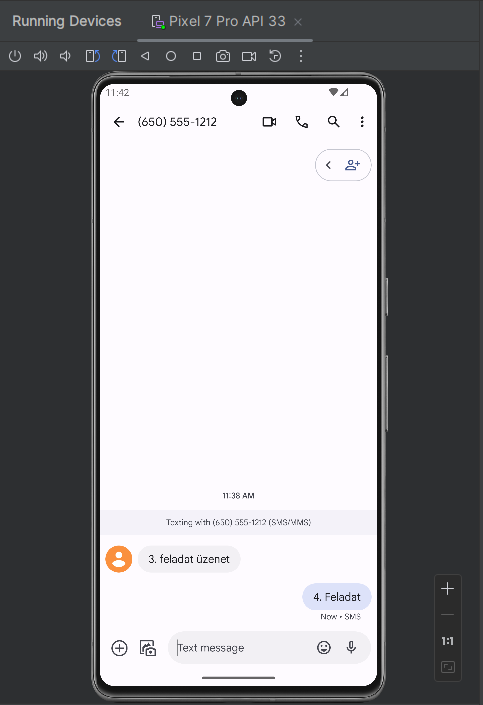 Running Devices
Pixel 7 Pro API 33
11:42
(650) 555-1212
11:38 AM
Texting with (650) 555-1212 (SMS/MMS)
3. feladat üzenet
4. Feladat
Now • SMS
Text message
1:1